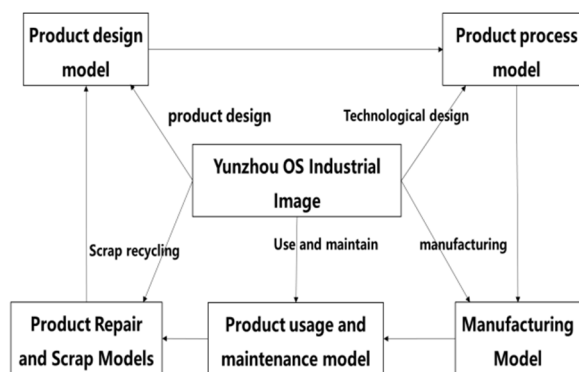 Product design
model
Product process
model
product design
Technological design
Yunzhou OS Industrial
Image
Scrap recycling
Use and maintain
manufacturing
Product Repair
and Scrap Models
Product usage and
maintenance model
Manufacturing
Model